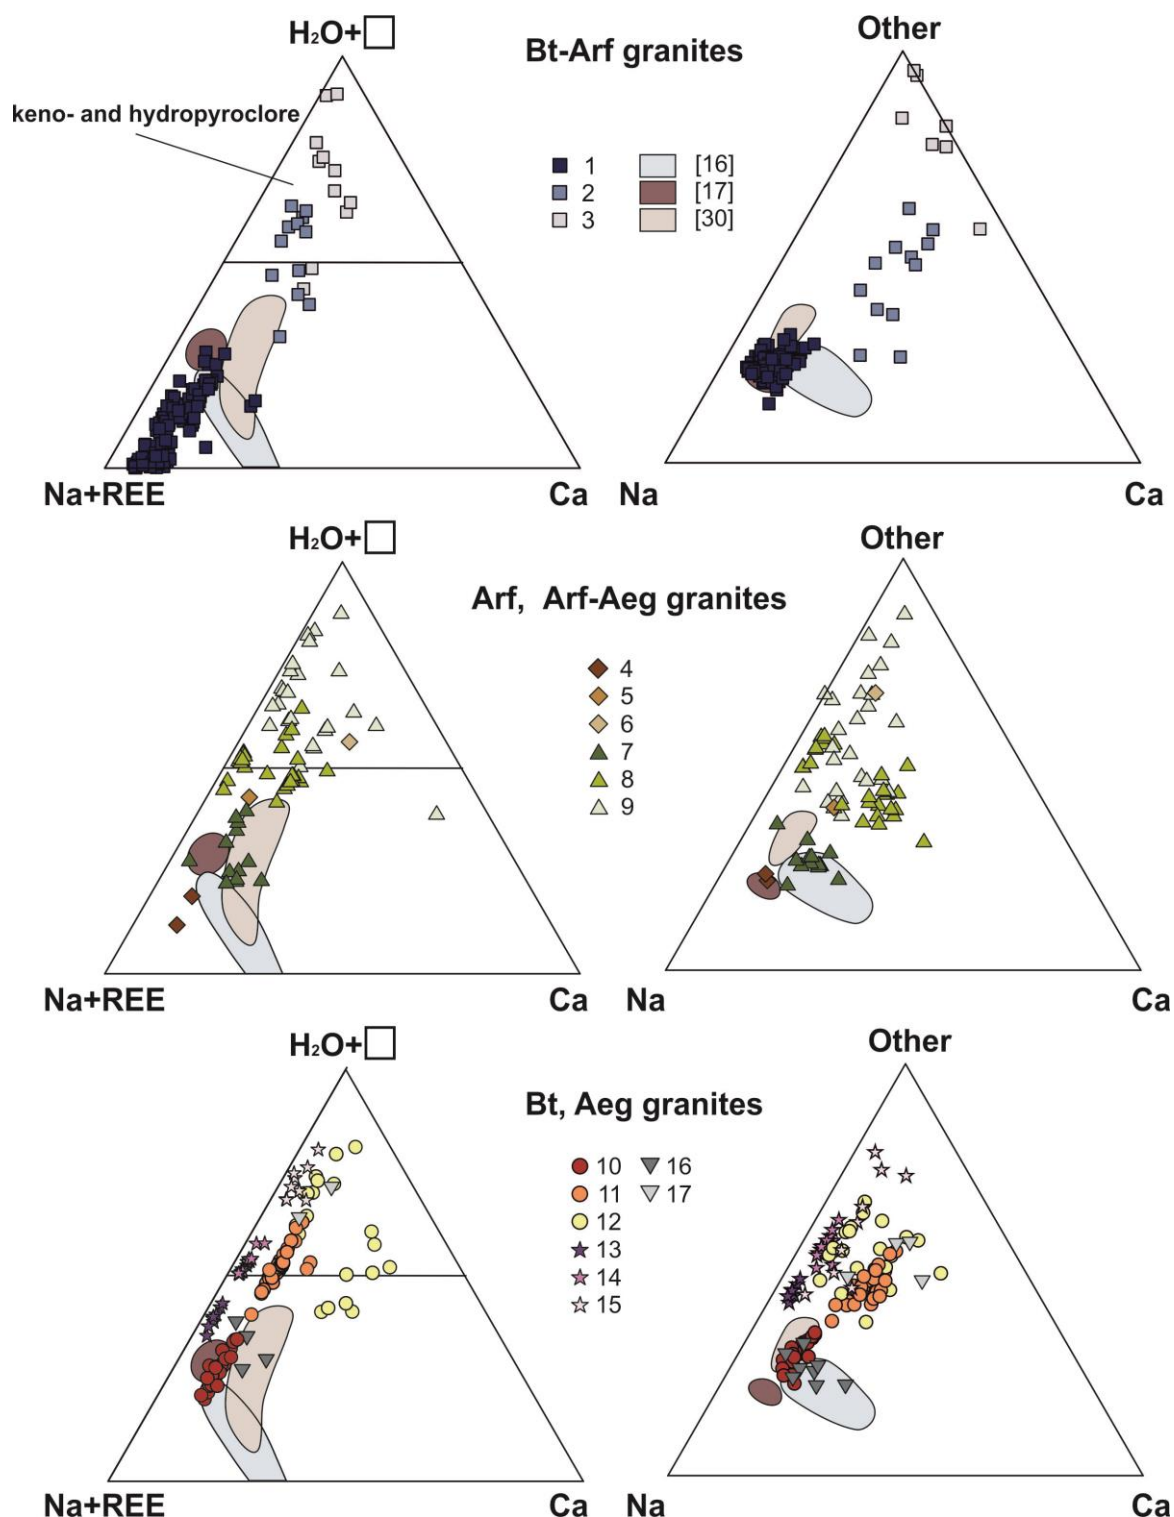 H₂O+□
Other
Bt-Arf granites
keno- and hydropyroclore
1 [16]
2 [17]
3 [30]
Na+REE Ca Na Ca
H₂O+□
Other
Arf, Arf-Aeg granites
4
5
6
7
8
9
Na+REE Ca Na Ca
H₂O+□
Other
Bt, Aeg granites
10 16
11 17
12
13
14
15
Na+REE Ca Na Ca